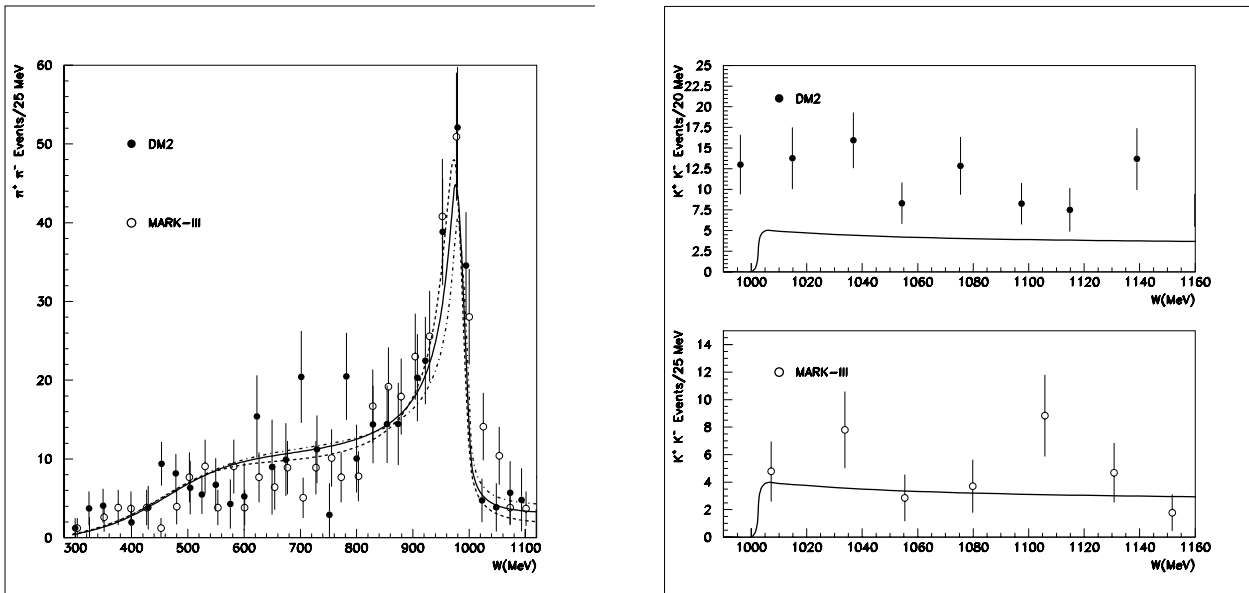 π⁺ π⁻ Events/25 MeV
60
50
40
30
20
10
0
DM2
MARK-III
300 400 500 600 700 800 900 1000 1100
W(MeV)
K⁺ K⁻ Events/20 MeV
25
22.5
20
17.5
15
12.5
10
7.5
5
2.5
0
DM2
1000 1020 1040 1060 1080 1100 1120 1140 1160
W(MeV)
K⁺ K⁻ Events/25 MeV
14
12
10
8
6
4
2
0
MARK-III
1000 1020 1040 1060 1080 1100 1120 1140 1160
W(MeV)